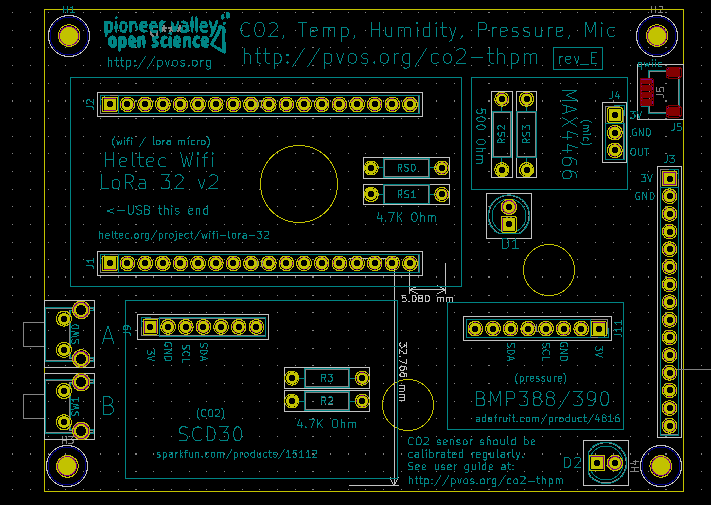 H1
H2
pioneer valley
open science
http://pvos.org
CO2, Temp, Humidity, Pressure, Mic
http://pvos.org/co2-thpm
rev_E
qwiic
J5
J5
J2
J4
3V
GND
OUT
MAX4466
(mic)
500 Ohm
RS2
RS3
J3
3V
GND
(wifi / lora micro)
Heltec Wifi
LoRa 32 v2
<-USB this end
heltec.org/project/wifi-lora-32
RS0
RS1
4.7K Ohm
D1
J1
5.080 mm
32.766 mm
SW2
A
SW1
B
J9
3V
GND
SCL
SDA
R3
R2
4.7K Ohm
(CO2)
SCD30
sparkfun.com/products/15112
J11
SDA
SCL
GND
3V
(pressure)
BMP388/390
adafruit.com/product/4816
CO2 sensor should be
calibrated regularly.
See user guide at:
http://pvos.org/co2-thpm
D2
H3
H4